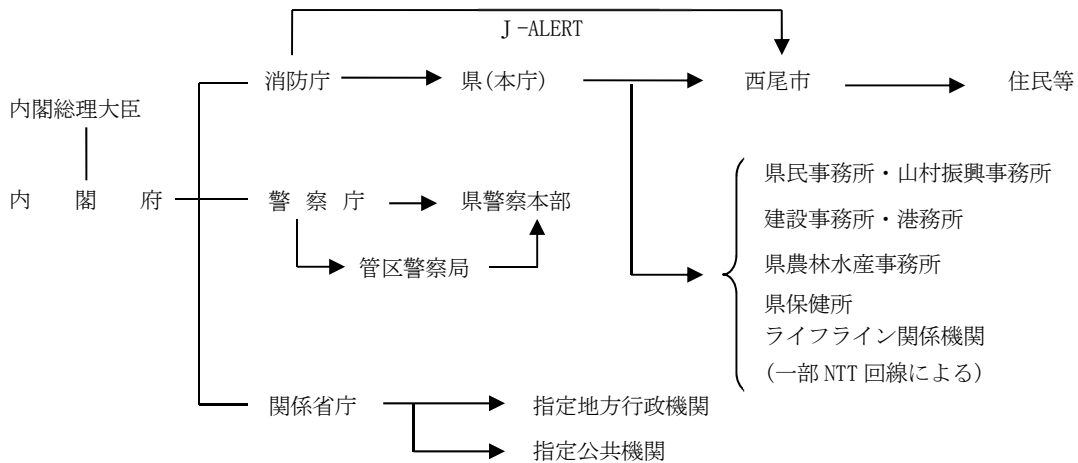 J-ALERT
消防庁
県(本庁)
西尾市
住民等
内閣総理大臣
内閣府
警察庁
県警察本部
管区警察局
県民事務所・山村振興事務所
建設事務所・港務所
県農林水産事務所
県保健所
ライフライン関係機関
(一部 NTT 回線による)
関係省庁
指定地方行政機関
指定公共機関